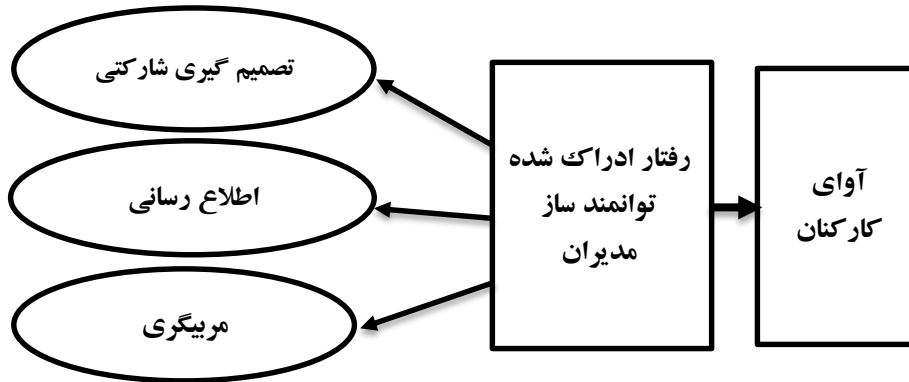 تصمیم گیری شارکتی
اطلاع رسانی
مربیگری
رفتار ادراک شده
توانمند ساز
مدیران
آوای
کارکنان